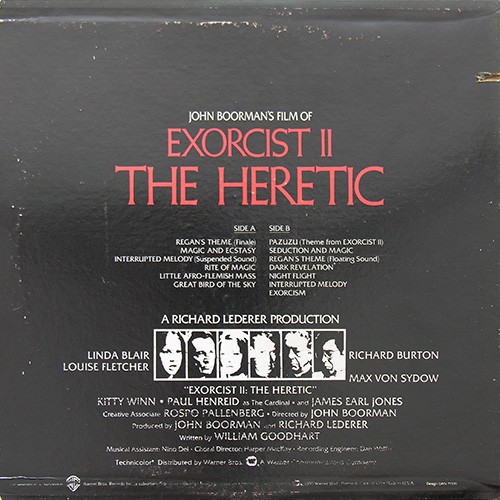 JOHN BOORMAN'S FILM OF
EXORCIST II
THE HERETIC
SIDE A
REGAN'S THEME (Finale)
MAGIC AND ECSTASY
INTERRUPTED MELODY (Suspended Sound)
RITE OF MAGIC
LITTLE AFRO-FLEMISH MASS
GREAT BIRD OF THE SKY
SIDE B
PAZUZU (Theme from EXORCIST II)
SEDUCTION AND MAGIC
REGAN'S THEME (Floating Sound)
DARK REVELATION
NIGHT FLIGHT
INTERRUPTED MELODY
EXORCISM
A RICHARD LEDERER PRODUCTION
LINDA BLAIR
LOUISE FLETCHER
RICHARD BURTON
MAX VON SYDOW
"EXORCIST II: THE HERETIC"
KITTY WINN • PAUL HENREID as The Cardinal • and JAMES EARL JONES
Creative Associate ROSPO PALLENBERG • Directed by JOHN BOORMAN
Produced by JOHN BOORMAN and RICHARD LEDERER
Written by WILLIAM GOODHART
Musical Assistant: Nino Dei • Choral Director: Harper MacKay • Recording Engineer: Dan Wallin
Technicolor® Distributed by Warner Bros. A Warner Communications Company